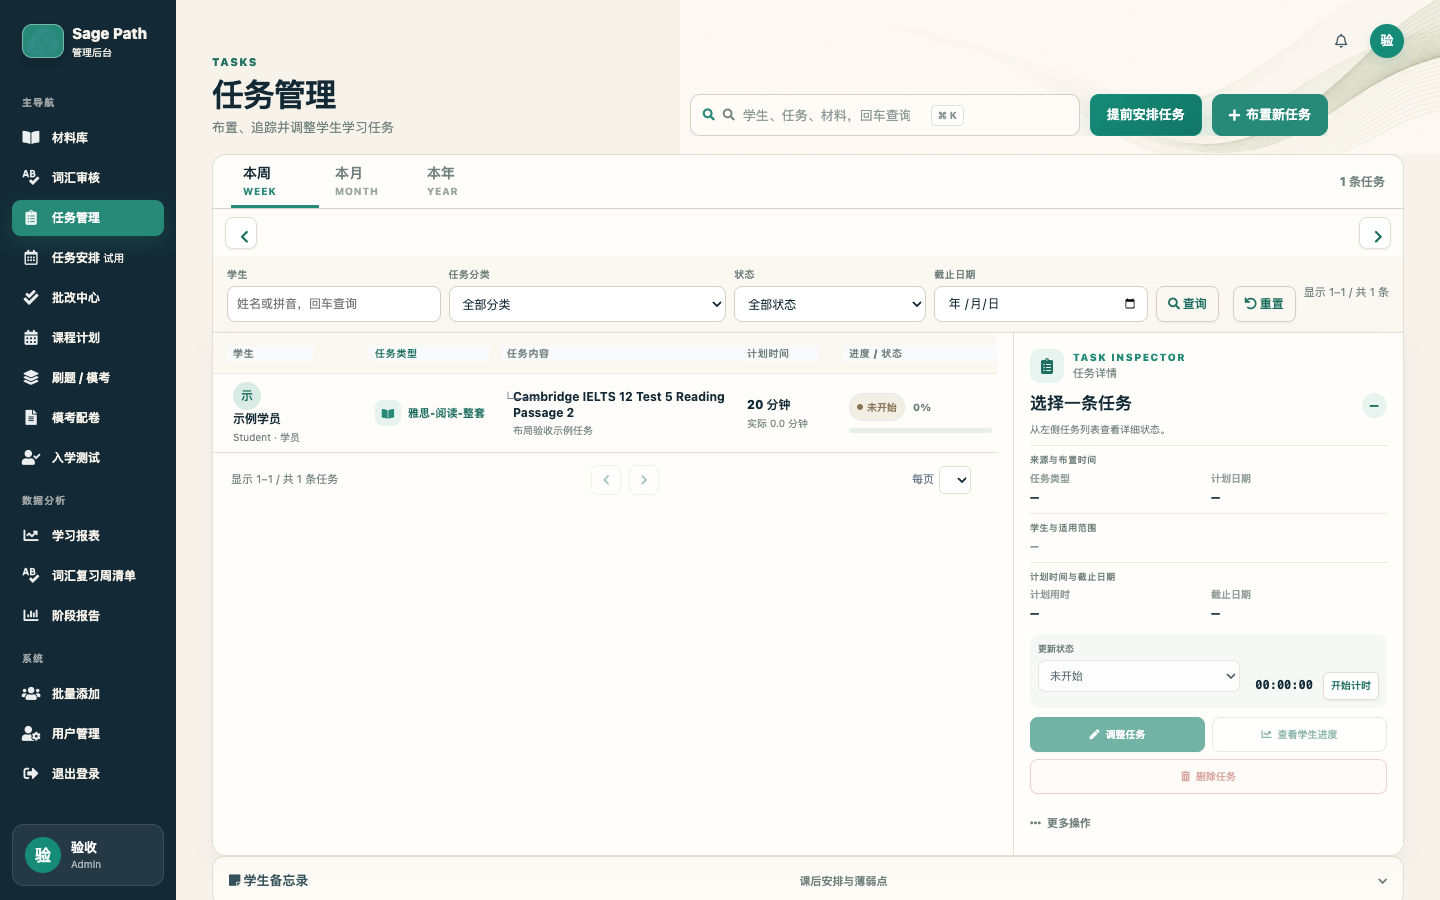 Sage Path
管理后台
主导航
材料库
词汇审核
任务管理
任务安排 试用
批改中心
课程计划
刷题 / 模考
模考配卷
入学测试
数据分析
学习报表
词汇复习周清单
阶段报告
系统
批量添加
用户管理
退出登录
验
验收
Admin
验
TASKS
任务管理
布置、追踪并调整学生学习任务
学生、任务、材料，回车查询 ⌘ K
提前安排任务
布置新任务
本周
WEEK
本月
MONTH
本年
YEAR
1 条任务
学生
姓名或拼音，回车查询
任务分类
全部分类
状态
全部状态
截止日期
年 /月/日
查询
重置
显示 1–1 / 共 1 条
学生 任务类型 任务内容 计划时间 进度 / 状态
示
示例学员
Student · 学员
雅思-阅读-整套
Cambridge IELTS 12 Test 5 Reading
Passage 2
布局验收示例任务
20 分钟
实际 0.0 分钟
未开始 0%
显示 1–1 / 共 1 条任务
每页
TASK INSPECTOR
任务详情
选择一条任务
从左侧任务列表查看详细状态。
来源与布置时间
任务类型 计划日期
– –
学生与适用范围
–
计划时间与截止日期
计划用时 截止日期
– –
更新状态
未开始 00:00:00 开始计时
调整任务 查看学生进度
删除任务
更多操作
学生备忘录 课后安排与薄弱点